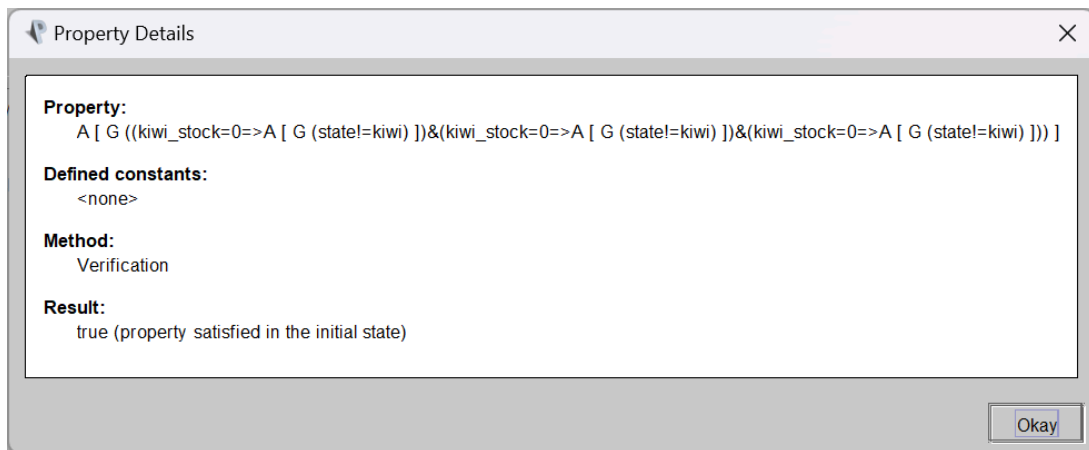 Property Details
Property:
A [ G ((kiwi_stock=0=>A [ G (state!=kiwi) ])&(kiwi_stock=0=>A [ G (state!=kiwi) ])&(kiwi_stock=0=>A [ G (state!=kiwi) ])) ]
Defined constants:
<none>
Method:
Verification
Result:
true (property satisfied in the initial state)
Okay